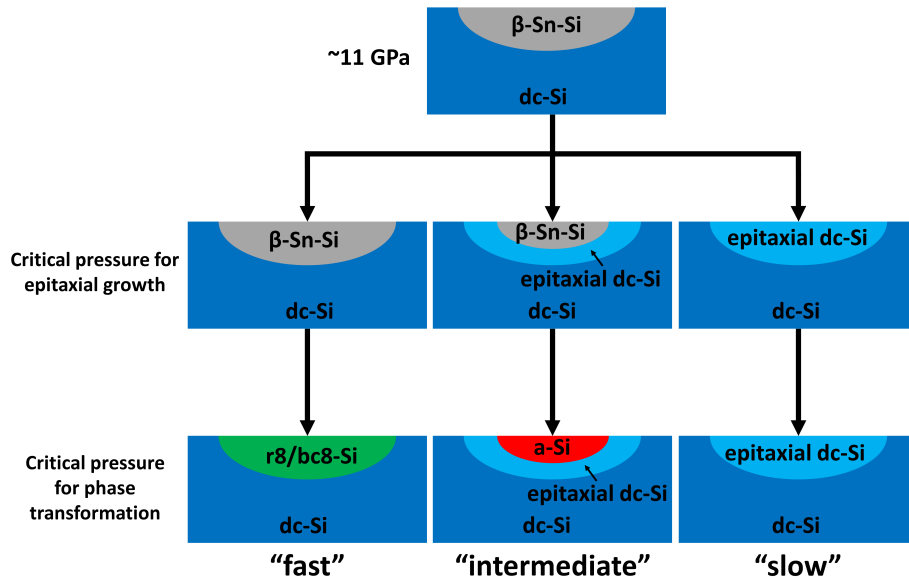 β-Sn-Si
~11 GPa
dc-Si
Critical pressure for
epitaxial growth
β-Sn-Si
dc-Si
β-Sn-Si
epitaxial dc-Si
dc-Si
epitaxial dc-Si
dc-Si
Critical pressure
for phase
transformation
r8/bc8-Si
dc-Si
a-Si
epitaxial dc-Si
dc-Si
epitaxial dc-Si
dc-Si
“fast”
“intermediate”
“slow”